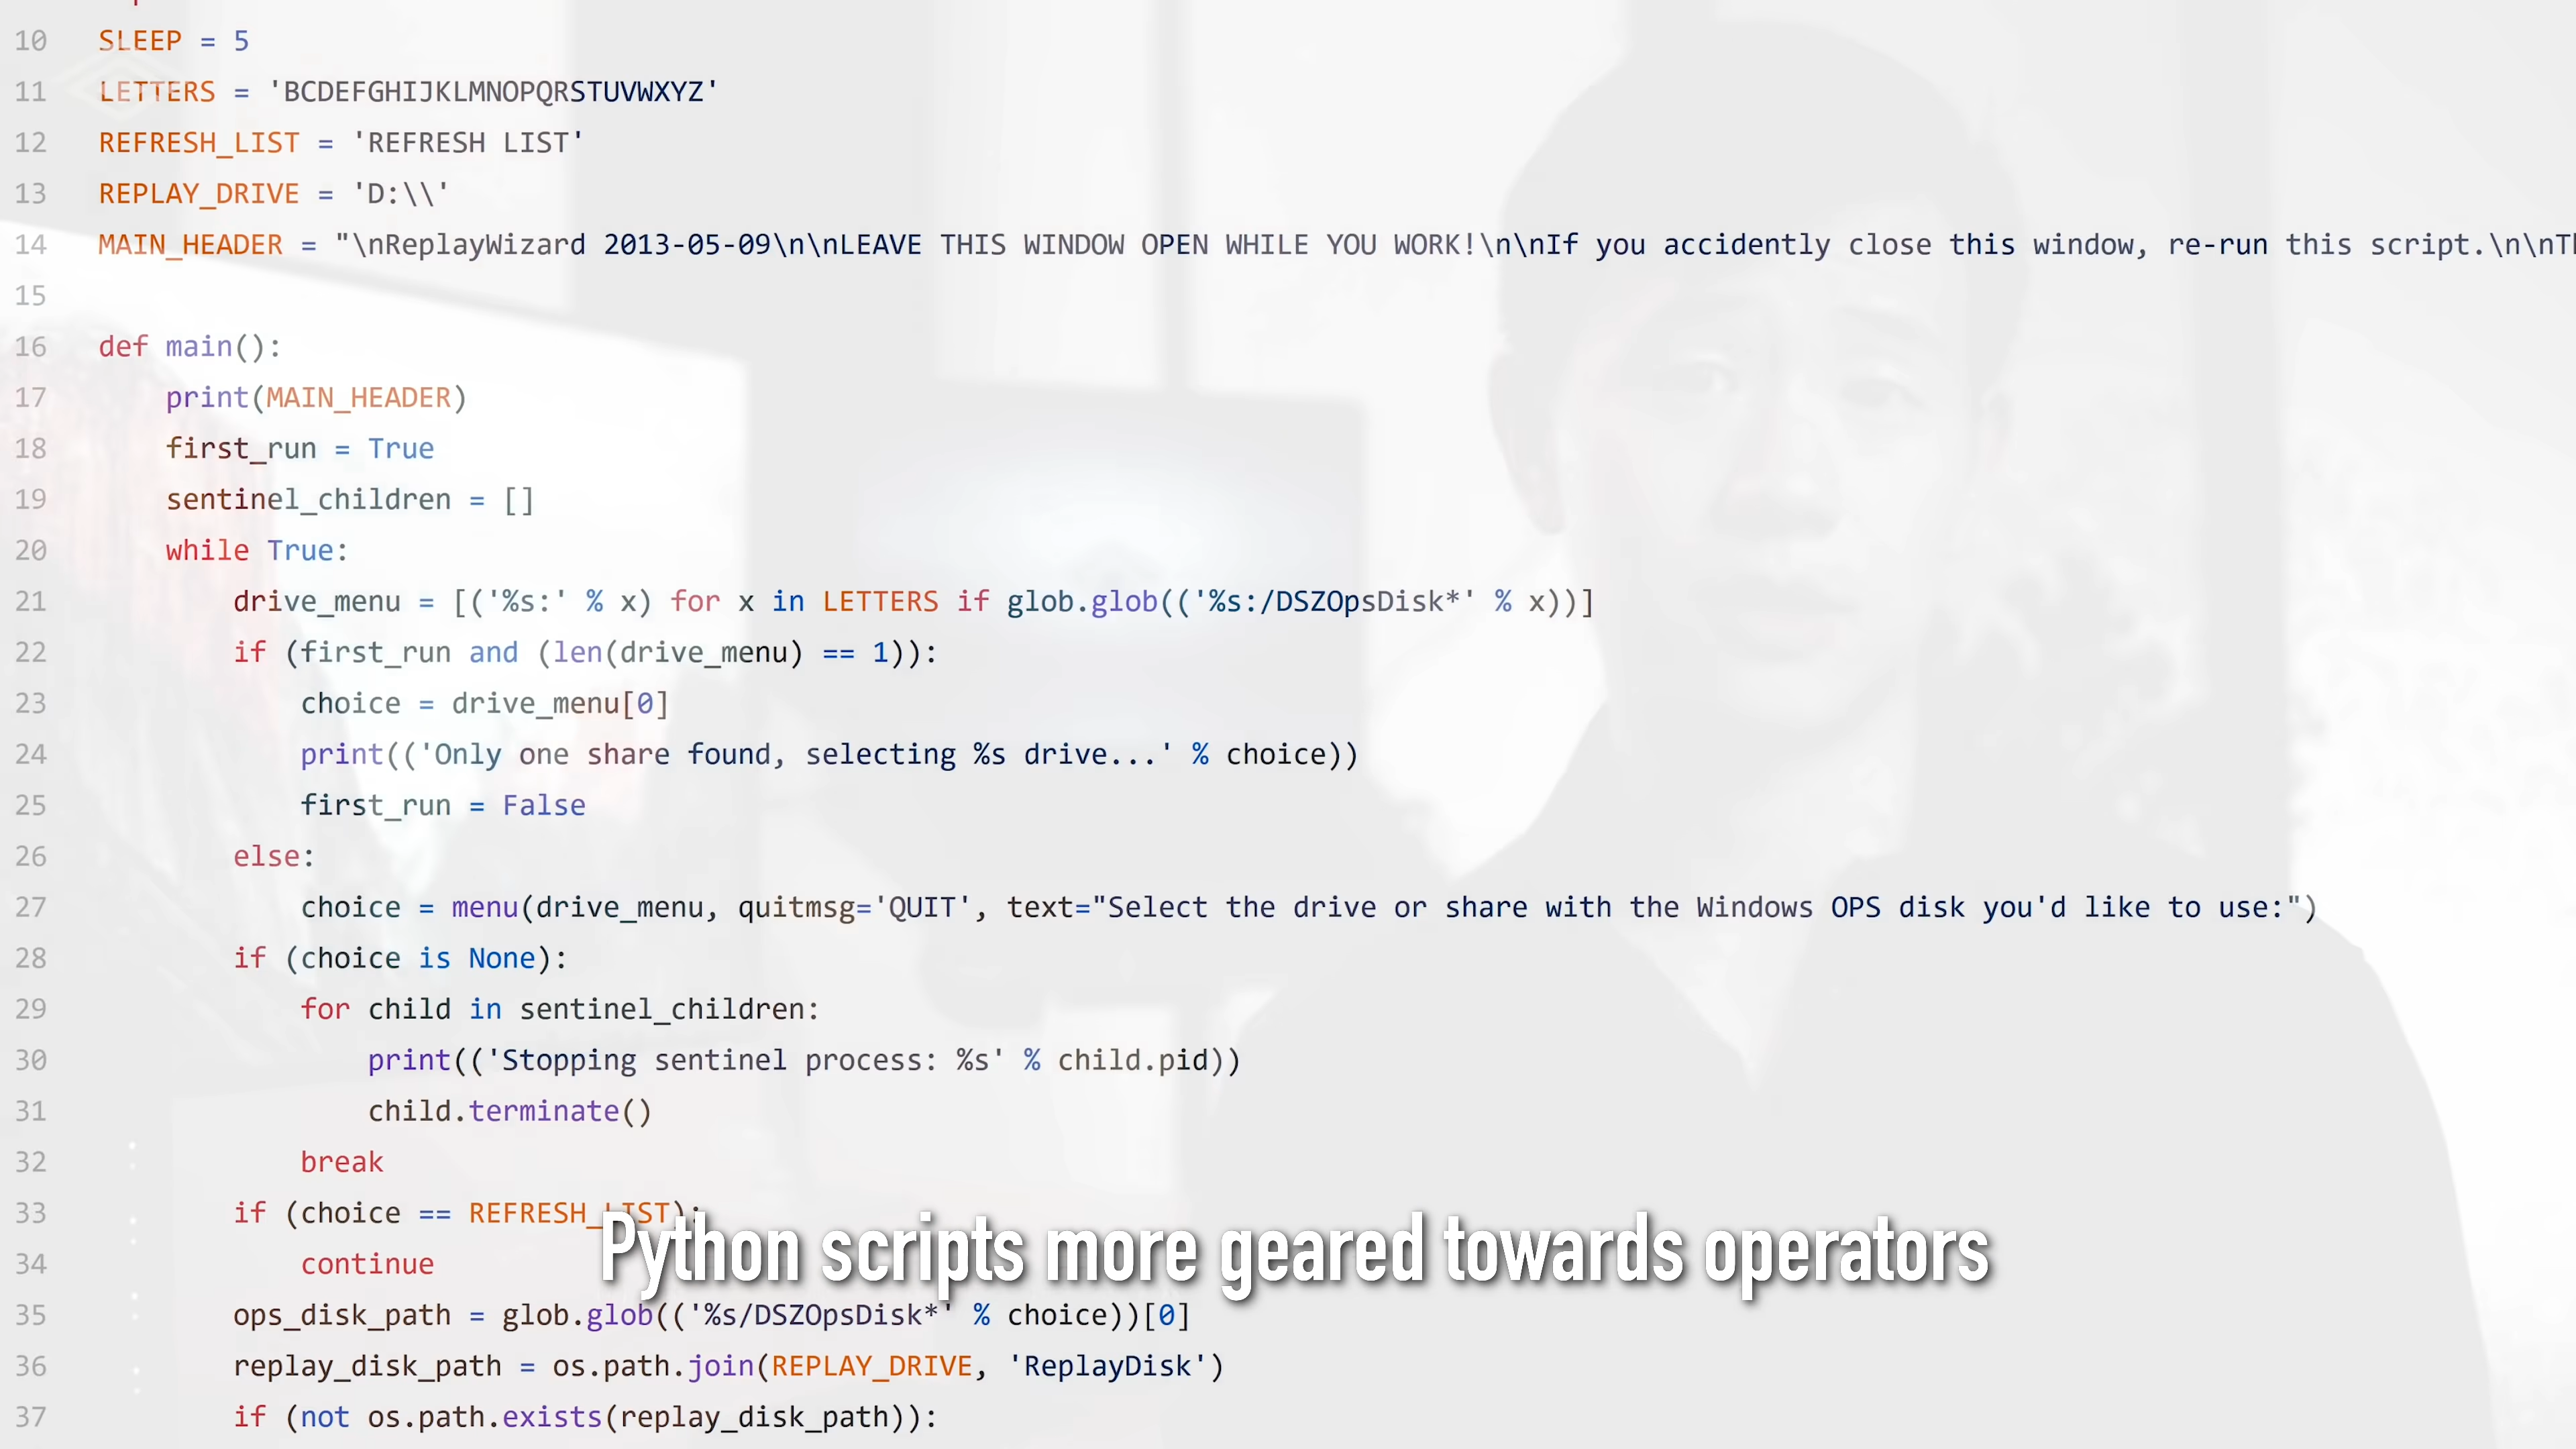 10 SLEEP = 5
11 LETTERS = 'BCDEFGHIJKLMNOPQRSTUVWXYZ'
12 REFRESH_LIST = 'REFRESH LIST'
13 REPLAY_DRIVE = 'D:\\'
14 MAIN_HEADER = "\nReplayWizard 2013-05-09\n\nLEAVE THIS WINDOW OPEN WHILE YOU WORK!\n\nIf you accidently close this window, re-run this script.\n\nTh
15
16 def main():
17     print(MAIN_HEADER)
18     first_run = True
19     sentinel_children = []
20     while True:
21         drive_menu = [('%s:' % x) for x in LETTERS if glob.glob(('%s:/DSZOpsDisk*' % x))]
22         if (first_run and (len(drive_menu) == 1)):
23             choice = drive_menu[0]
24             print(('Only one share found, selecting %s drive...' % choice))
25             first_run = False
26         else:
27             choice = menu(drive_menu, quitmsg='QUIT', text="Select the drive or share with the Windows OPS disk you'd like to use:")
28         if (choice is None):
29             for child in sentinel_children:
30                 print(('Stopping sentinel process: %s' % child.pid))
31                 child.terminate()
32             break
33         if (choice == REFRESH_LIST):
34             continue
Python scripts more geared towards operators
35         ops_disk_path = glob.glob(('%s/DSZOpsDisk*' % choice))[0]
36         replay_disk_path = os.path.join(REPLAY_DRIVE, 'ReplayDisk')
37         if (not os.path.exists(replay_disk_path)):